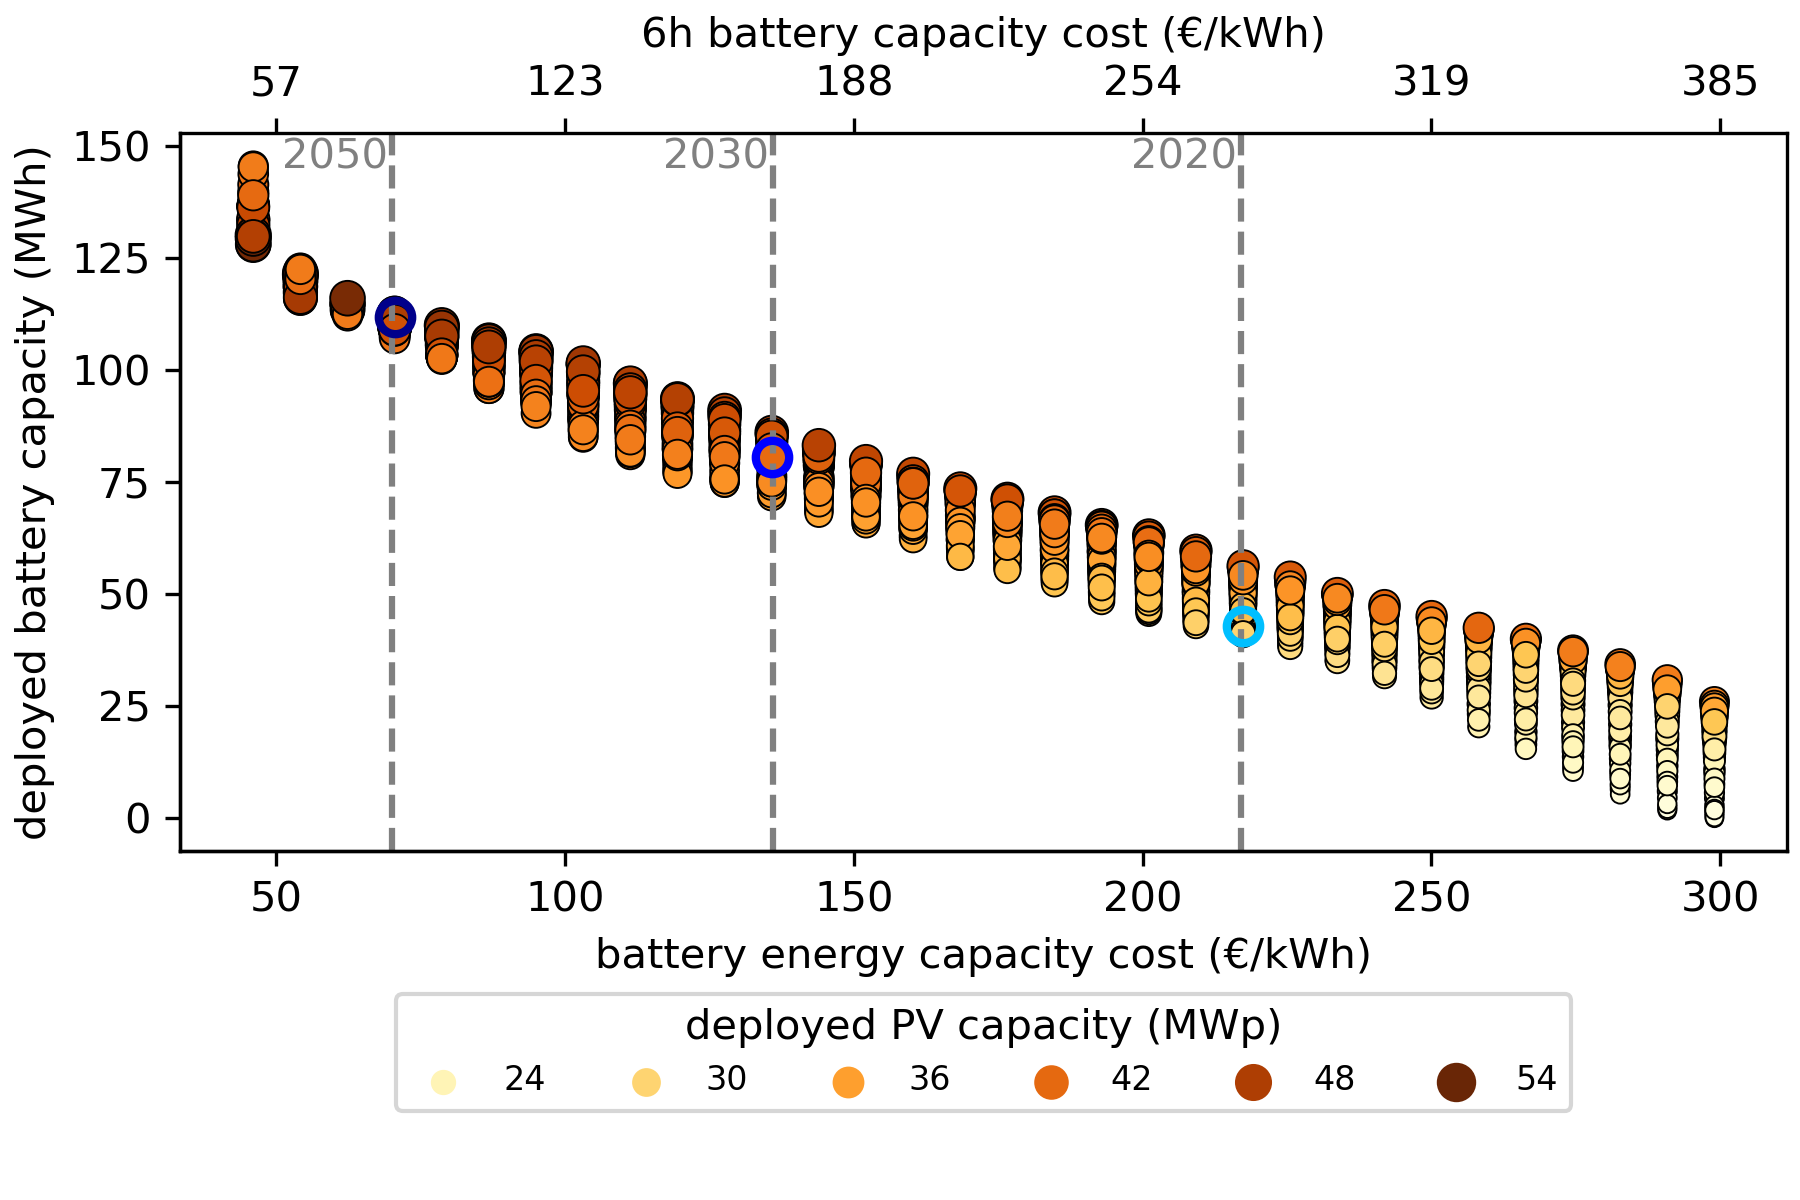 6h battery capacity cost (€/kWh)
57 123 188 254 319 385
2050 2030 2020
150
125
100
75
50
25
0
deployed battery capacity (MWh)
50 100 150 200 250 300
battery energy capacity cost (€/kWh)
deployed PV capacity (MWp)
24 30 36 42 48 54